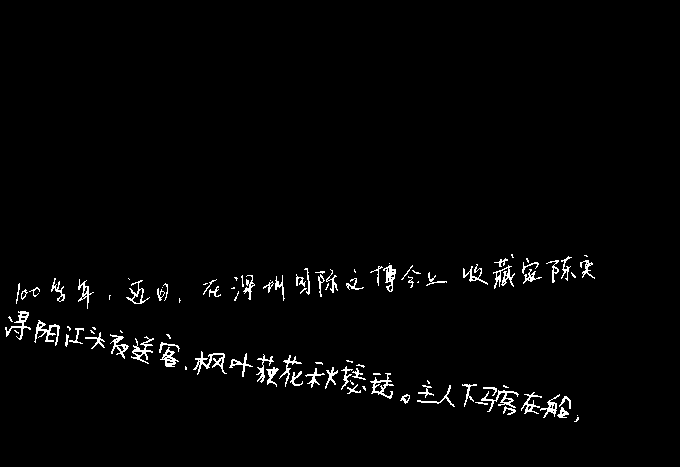 100多年，近日，在深圳国际文博会上 收藏家陈实
浔阳江头夜送客，枫叶荻花秋瑟瑟。主人下马客在船，